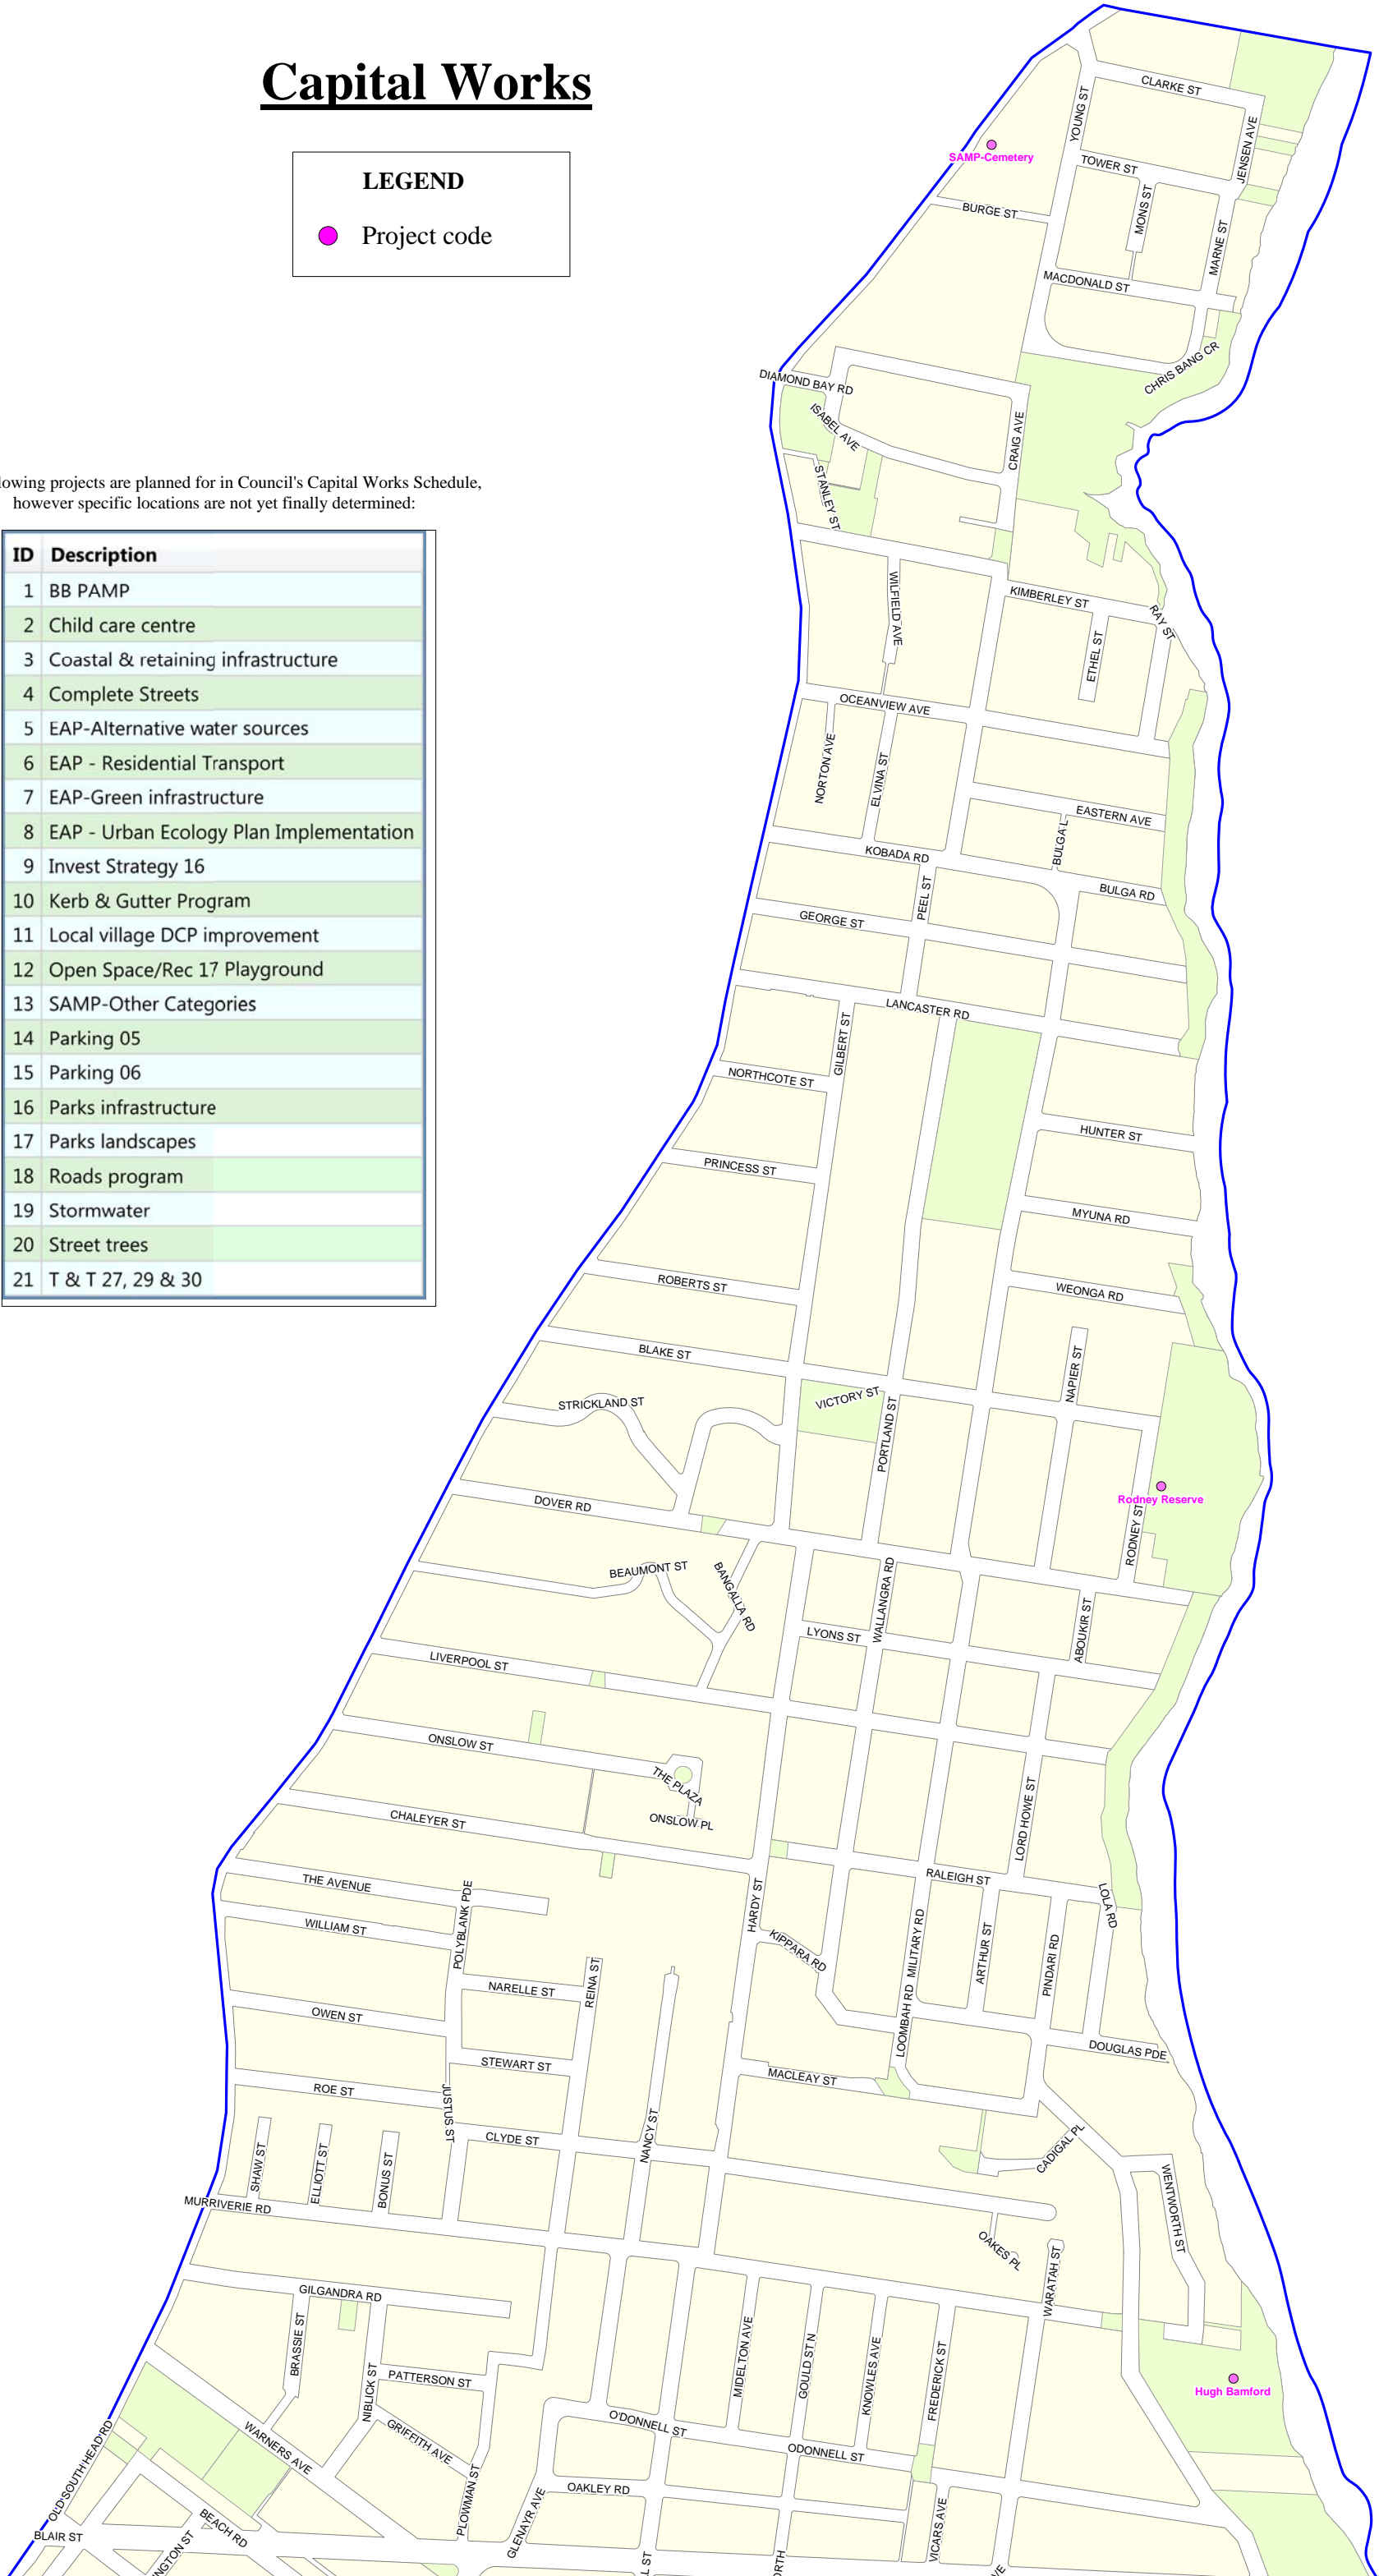 Capital Works
LEGEND
Project code
lowing projects are planned for in Council's Capital Works Schedule,
however specific locations are not yet finally determined:
ID Description
1 BB PAMP
2 Child care centre
3 Coastal & retaining infrastructure
4 Complete Streets
5 EAP-Alternative water sources
6 EAP - Residential Transport
7 EAP-Green infrastructure
8 EAP - Urban Ecology Plan Implementation
9 Invest Strategy 16
10 Kerb & Gutter Program
11 Local village DCP improvement
12 Open Space/Rec 17 Playground
13 SAMP-Other Categories
14 Parking 05
15 Parking 06
16 Parks infrastructure
17 Parks landscapes
18 Roads program
19 Stormwater
20 Street trees
21 T & T 27, 29 & 30
CLARKE ST
YOUNG ST
JENSEN AVE
SAMP-Cemetery
TOWER ST
MONS ST
BURGE ST
MARNE ST
MACDONALD ST
CHRIS BANG CR
DIAMOND BAY RD
ISABEL AVE
CRAIG AVE
STANLEY ST
WILFIELD AVE
KIMBERLEY ST
RAY ST
ETHEL ST
OCEANVIEW AVE
NORTON AVE
ELVINA ST
EASTERN AVE
BULGA L
KOBADA RD
BULGA RD
PEEL ST
GEORGE ST
LANCASTER RD
GILBERT ST
NORTHCOTE ST
HUNTER ST
PRINCESS ST
MYUNA RD
ROBERTS ST
WEONGA RD
BLAKE ST
NAPIER ST
STRICKLAND ST
VICTORY ST
PORTLAND ST
Rodney Reserve
DOVER RD
RODNEY ST
BEAUMONT ST
BANGALLA RD
WALLANGRA RD
LYONS ST
ABOUKIR ST
LIVERPOOL ST
ONSLOW ST
THE PLAZA
ONSLOW PL
LORD HOWE ST
CHALEYER ST
RALEIGH ST
THE AVENUE
POLYBLANK PDE
HARDY ST
LOLA RD
WILLIAM ST
KIPPARA RD
MILITARY RD
ARTHUR ST
PINDARI RD
NARELLE ST
REINA ST
OWEN ST
LOOMBAH RD
DOUGLAS PDE
STEWART ST
MACLEAY ST
ROE ST
JUSTUS ST
CLYDE ST
NANCY ST
CADIGAL PL
SHAW ST
ELLIOTT ST
BONUS ST
WENTWORTH ST
MURRIVERIE RD
OAKES PL
WARATAH ST
GILGANDRA RD
BRASSIE ST
NIBLICK ST
PATTERSON ST
MIDELTON AVE
GOULD ST N
KNOWLES AVE
FREDERICK ST
Hugh Bamford
O'DONNELL ST
ODONNELL ST
GRIFFITH AVE
WARNERS AVE
OLD SOUTH HEAD RD
OAKLEY RD
PLOWMAN ST
GLENAYR AVE
VICARS AVE
BEACH RD
BLAIR ST
INGTON ST
L ST
ORTH
VE